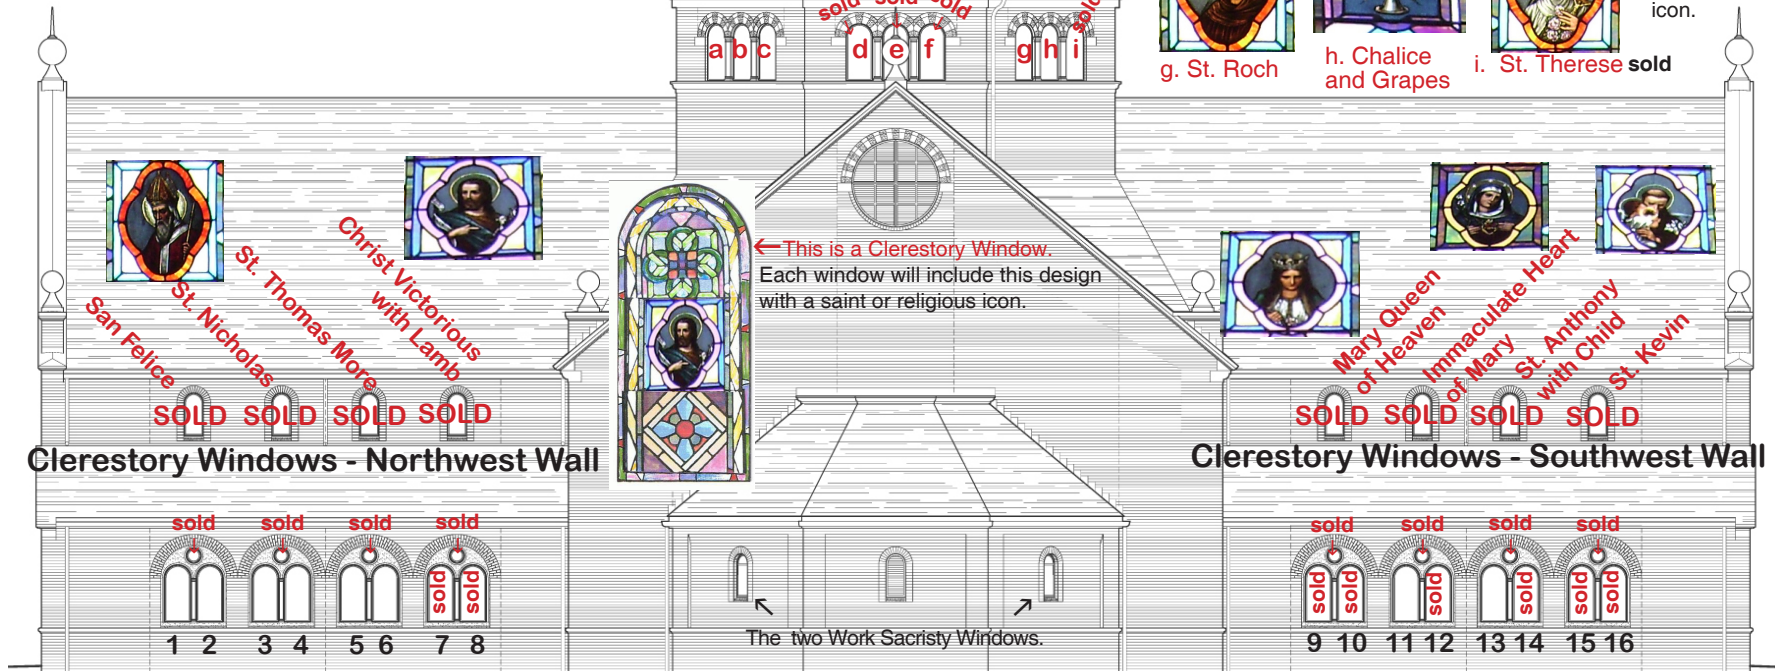 sold sold sold
sold
icon.
a b c
d e f
g h i
g. St. Roch
h. Chalice
and Grapes
i. St. Therese sold
This is a Clerestory Window.
Each window will include this design
with a saint or religious icon.
San Felice
St. Nicholas
St. Thomas More
Christ Victorious
with Lamb
Mary Queen
of Heaven
Immaculate Heart
of Mary
St. Anthony
with Child
St. Kevin
SOLD SOLD SOLD SOLD
SOLD SOLD SOLD SOLD
Clerestory Windows - Northwest Wall
Clerestory Windows - Southwest Wall
sold sold sold sold
sold sold sold sold
sold sold
sold sold sold sold sold sold
The two Work Sacristy Windows.
1 2 3 4 5 6 7 8
9 10 11 12 13 14 15 16